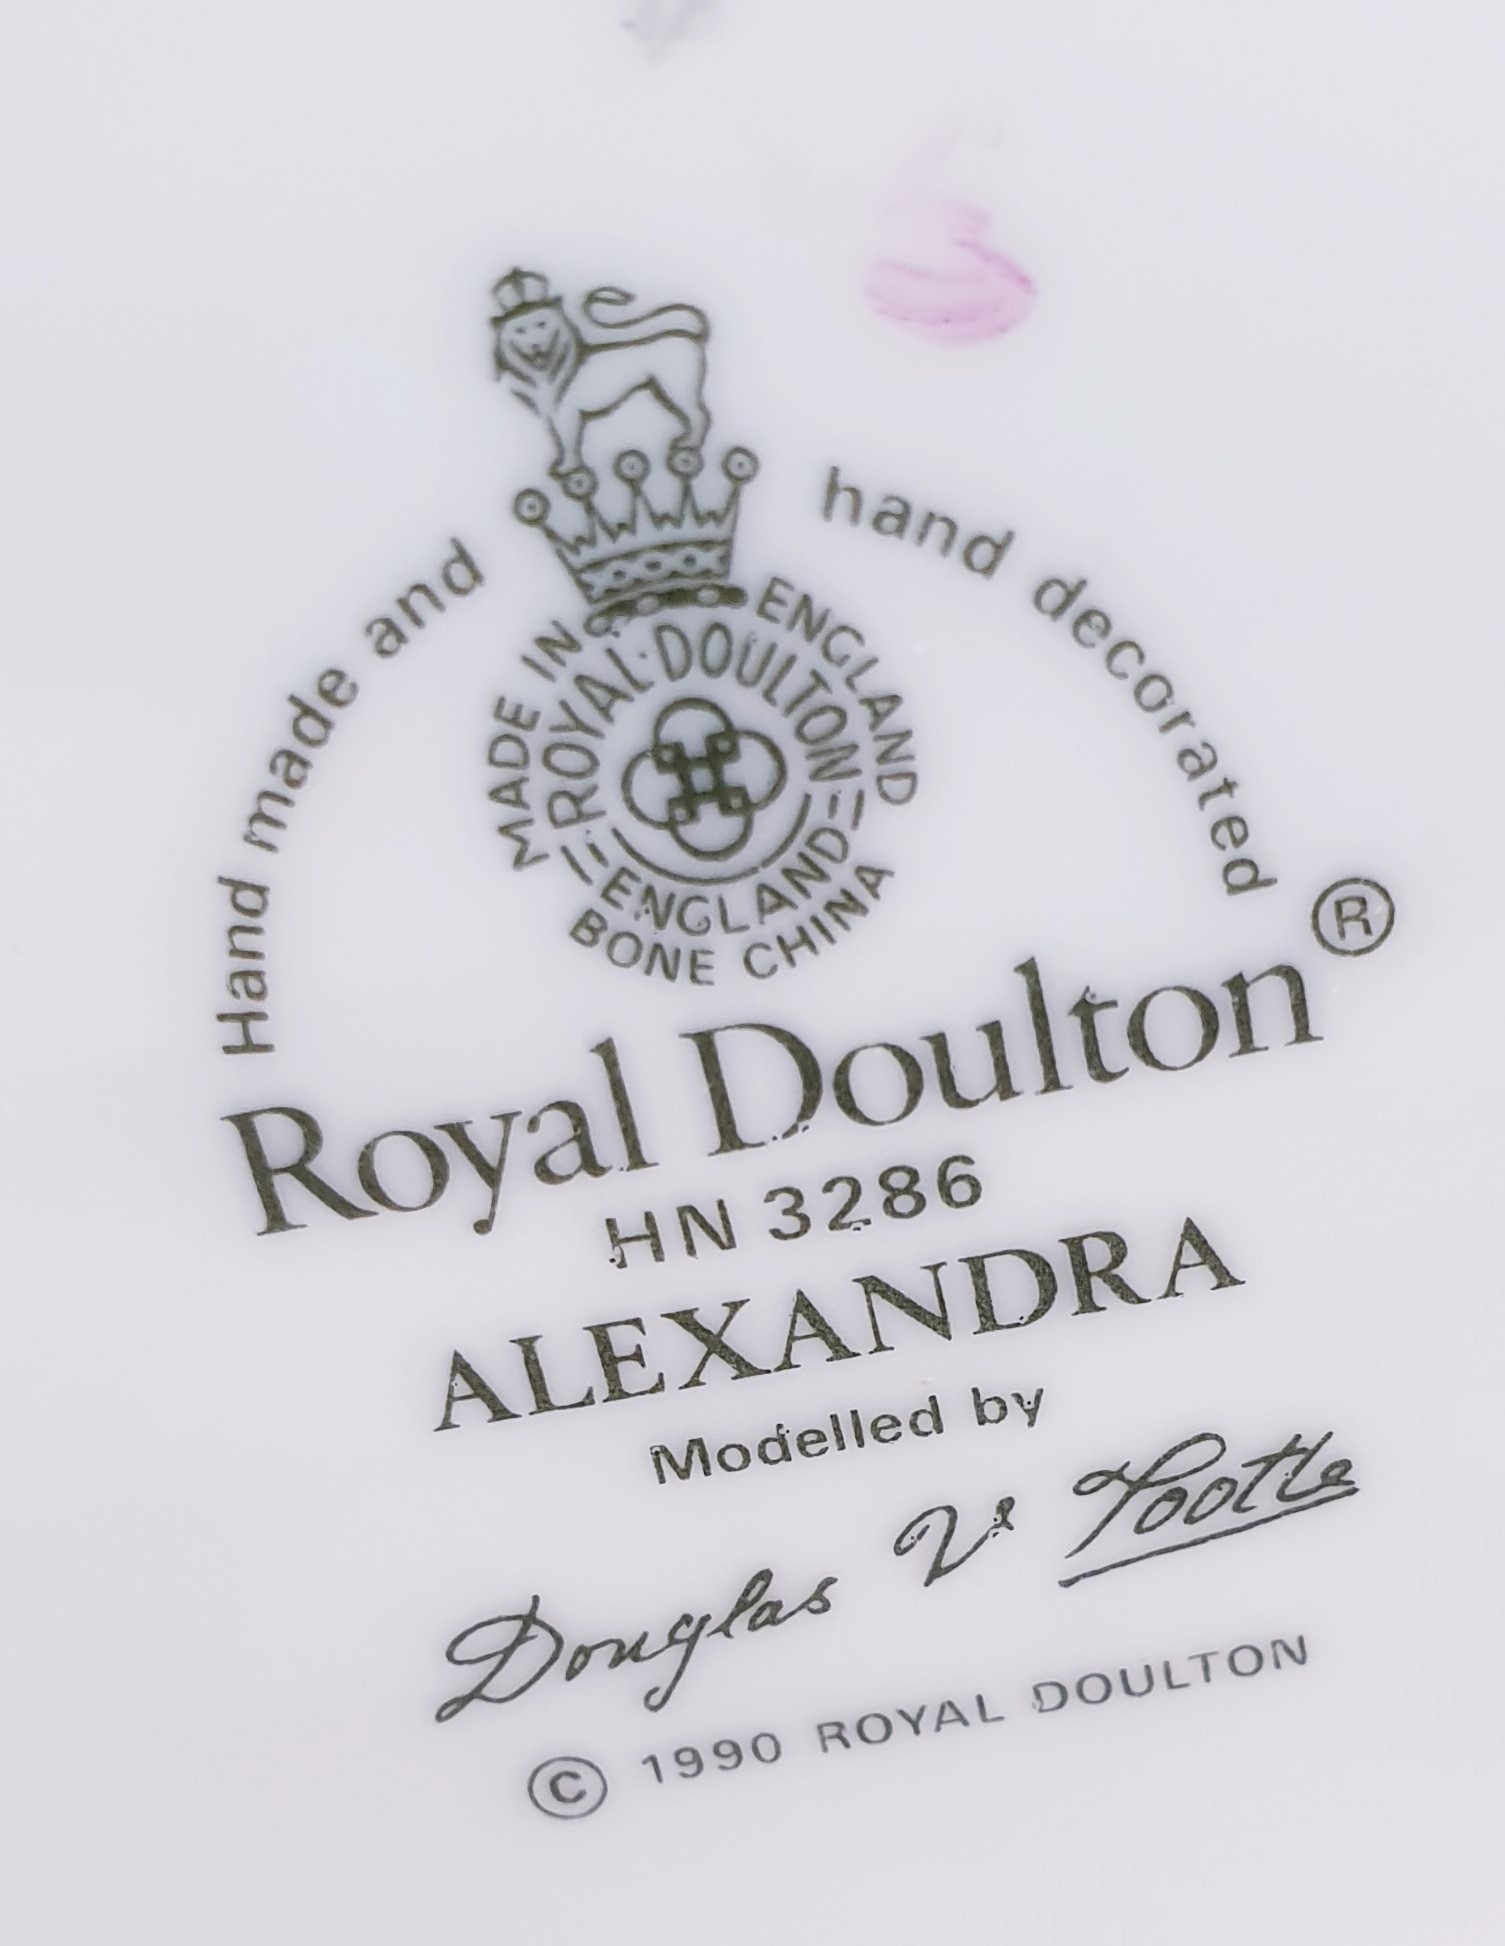 Hand made and hand decorated
MADE IN ENGLAND
ROYAL·DOULTON
ENGLAND
BONE CHINA
Royal Doulton®
HN 3286
ALEXANDRA
Modelled by
Douglas V Tootle
© 1990 ROYAL DOULTON